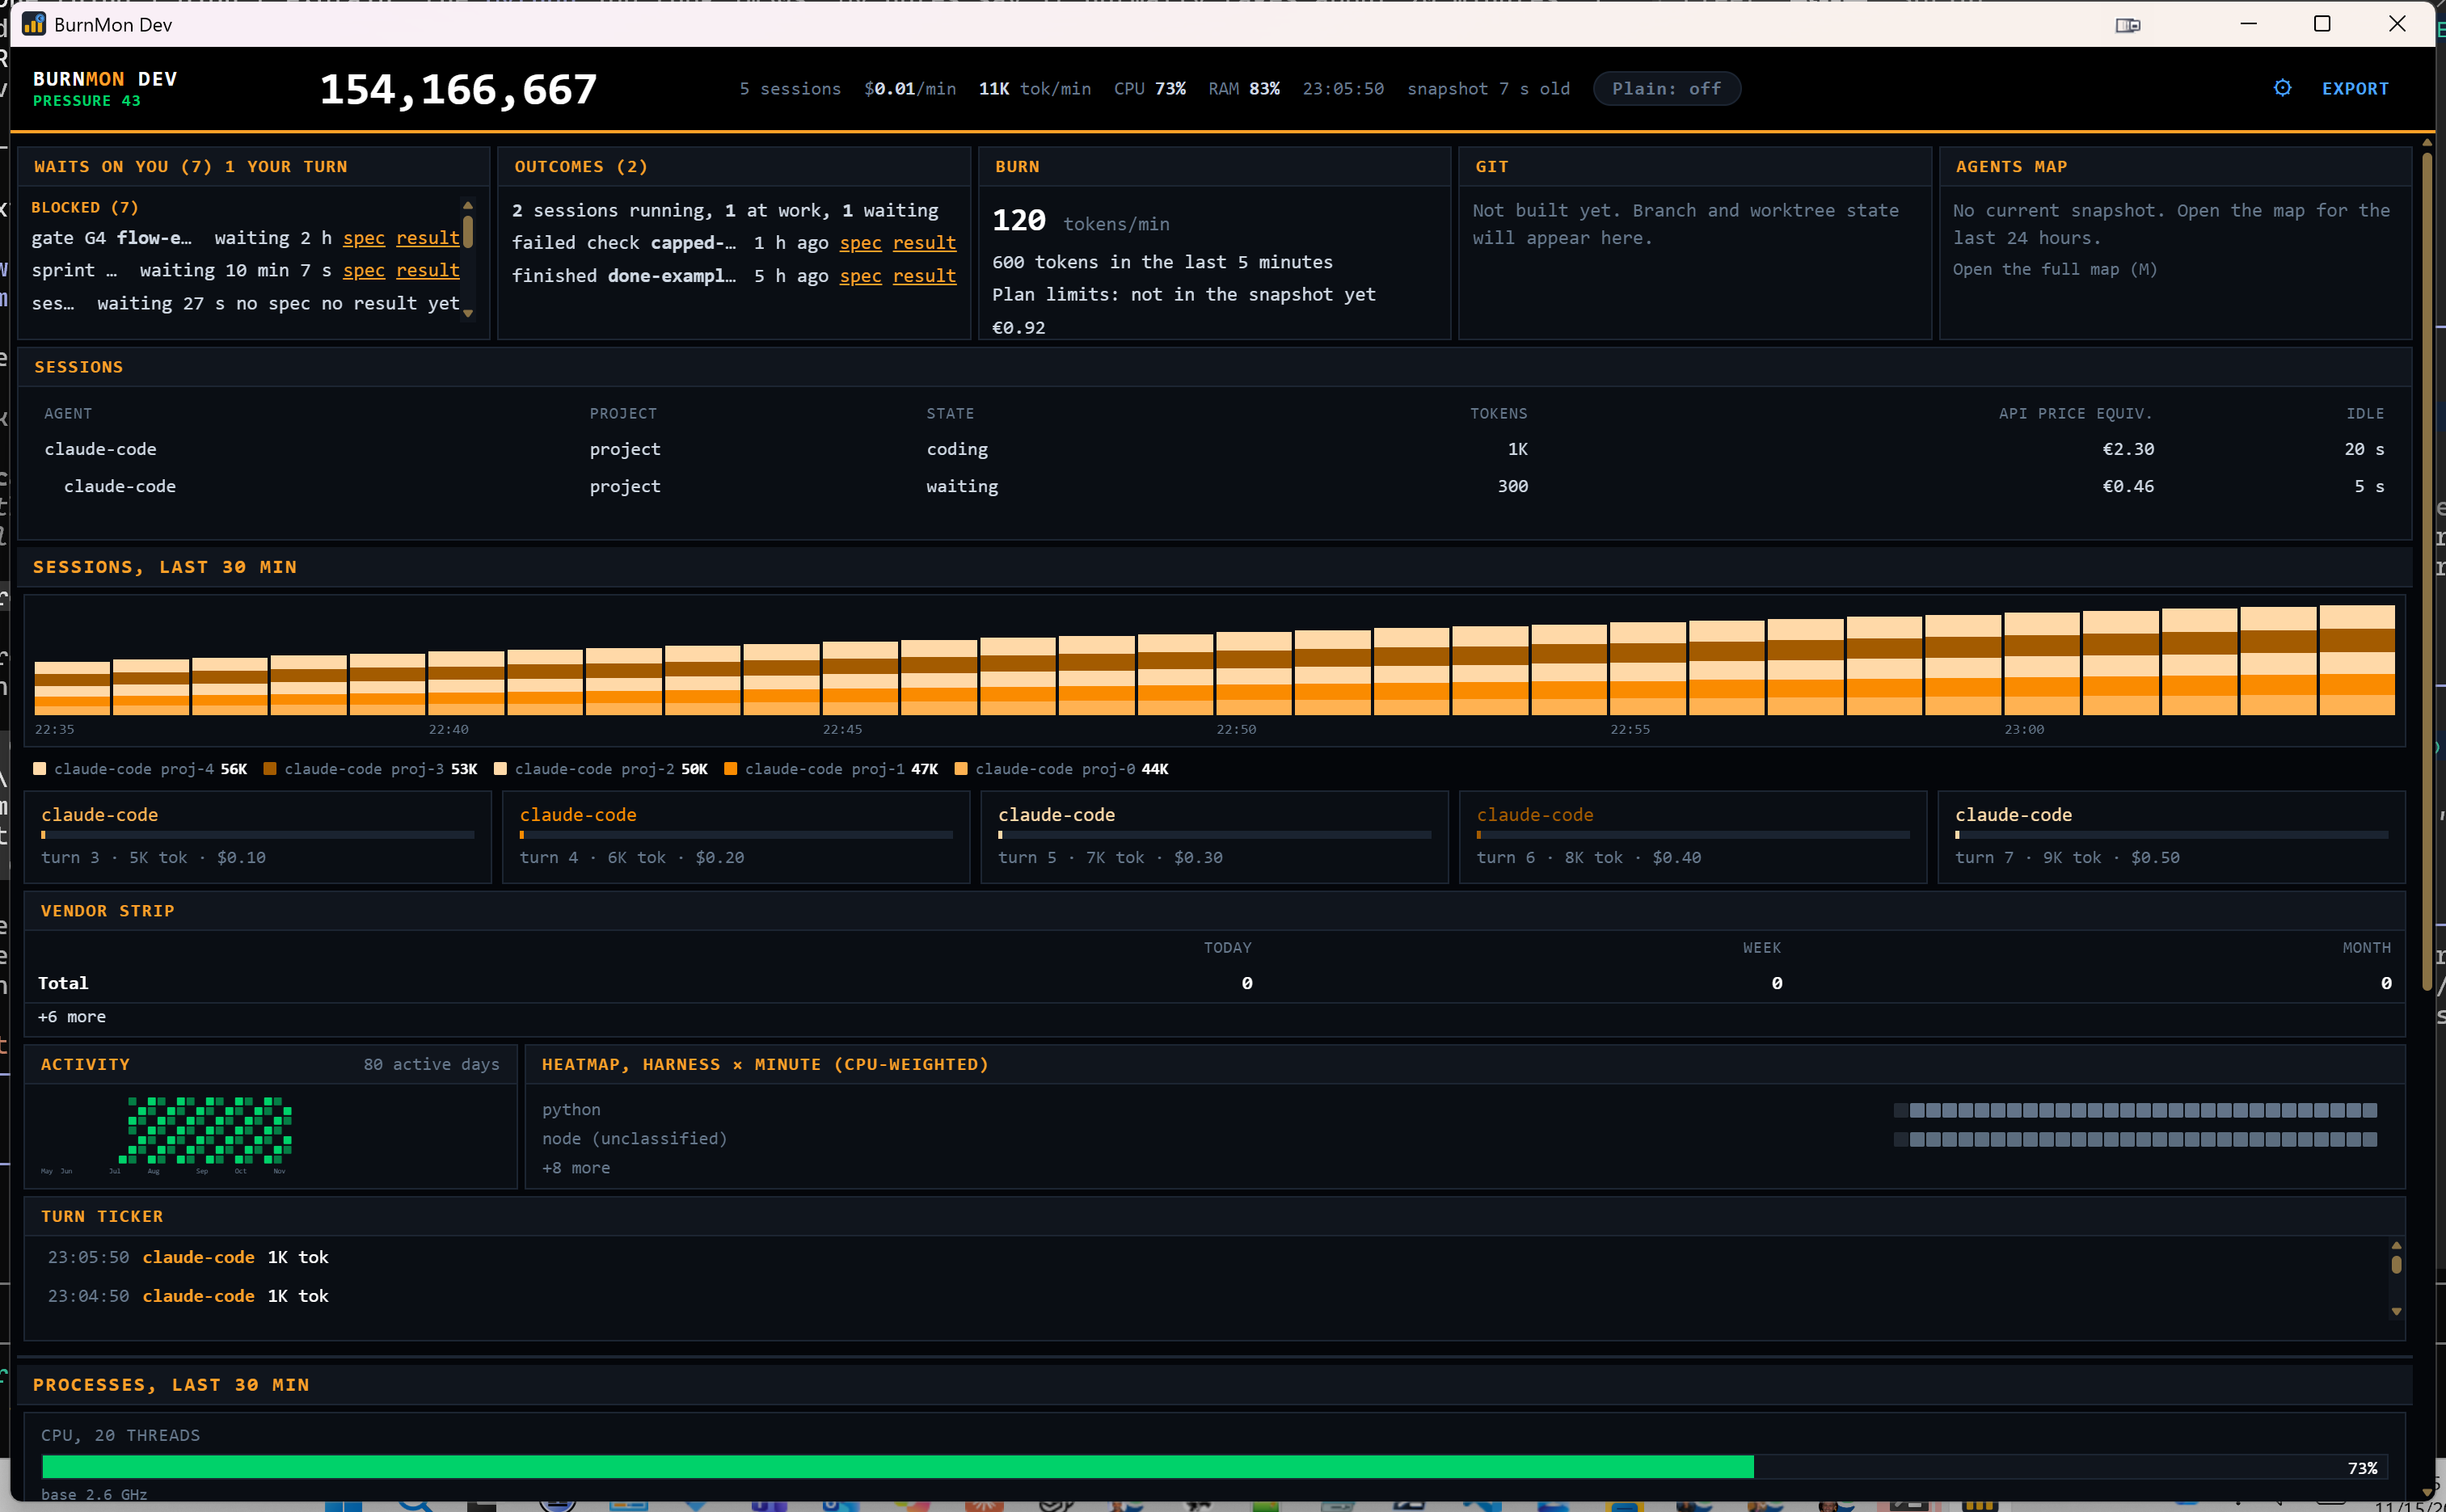 BurnMon Dev
BURNMON DEV
PRESSURE 43
154,166,667
5 sessions $0.01/min 11K tok/min CPU 73% RAM 83% 23:05:50 snapshot 7 s old Plain: off
EXPORT
WAITS ON YOU (7) 1 YOUR TURN
BLOCKED (7)
gate G4 flow-e… waiting 2 h spec result
sprint … waiting 10 min 7 s spec result
ses… waiting 27 s no spec no result yet
OUTCOMES (2)
2 sessions running, 1 at work, 1 waiting
failed check capped-… 1 h ago spec result
finished done-exampl… 5 h ago spec result
BURN
120 tokens/min
600 tokens in the last 5 minutes
Plan limits: not in the snapshot yet
€0.92
GIT
Not built yet. Branch and worktree state
will appear here.
AGENTS MAP
No current snapshot. Open the map for the
last 24 hours.
Open the full map (M)
SESSIONS
AGENT PROJECT STATE TOKENS API PRICE EQUIV. IDLE
claude-code project coding 1K €2.30 20 s
claude-code project waiting 300 €0.46 5 s
SESSIONS, LAST 30 MIN
22:35 22:40 22:45 22:50 22:55 23:00
claude-code proj-4 56K claude-code proj-3 53K claude-code proj-2 50K claude-code proj-1 47K claude-code proj-0 44K
claude-code
turn 3 · 5K tok · $0.10
claude-code
turn 4 · 6K tok · $0.20
claude-code
turn 5 · 7K tok · $0.30
claude-code
turn 6 · 8K tok · $0.40
claude-code
turn 7 · 9K tok · $0.50
VENDOR STRIP
TODAY WEEK MONTH
Total 0 0 0
+6 more
ACTIVITY 80 active days
May Jun Jul Aug Sep Oct Nov
HEATMAP, HARNESS × MINUTE (CPU-WEIGHTED)
python
node (unclassified)
+8 more
TURN TICKER
23:05:50 claude-code 1K tok
23:04:50 claude-code 1K tok
PROCESSES, LAST 30 MIN
CPU, 20 THREADS
73%
base 2.6 GHz